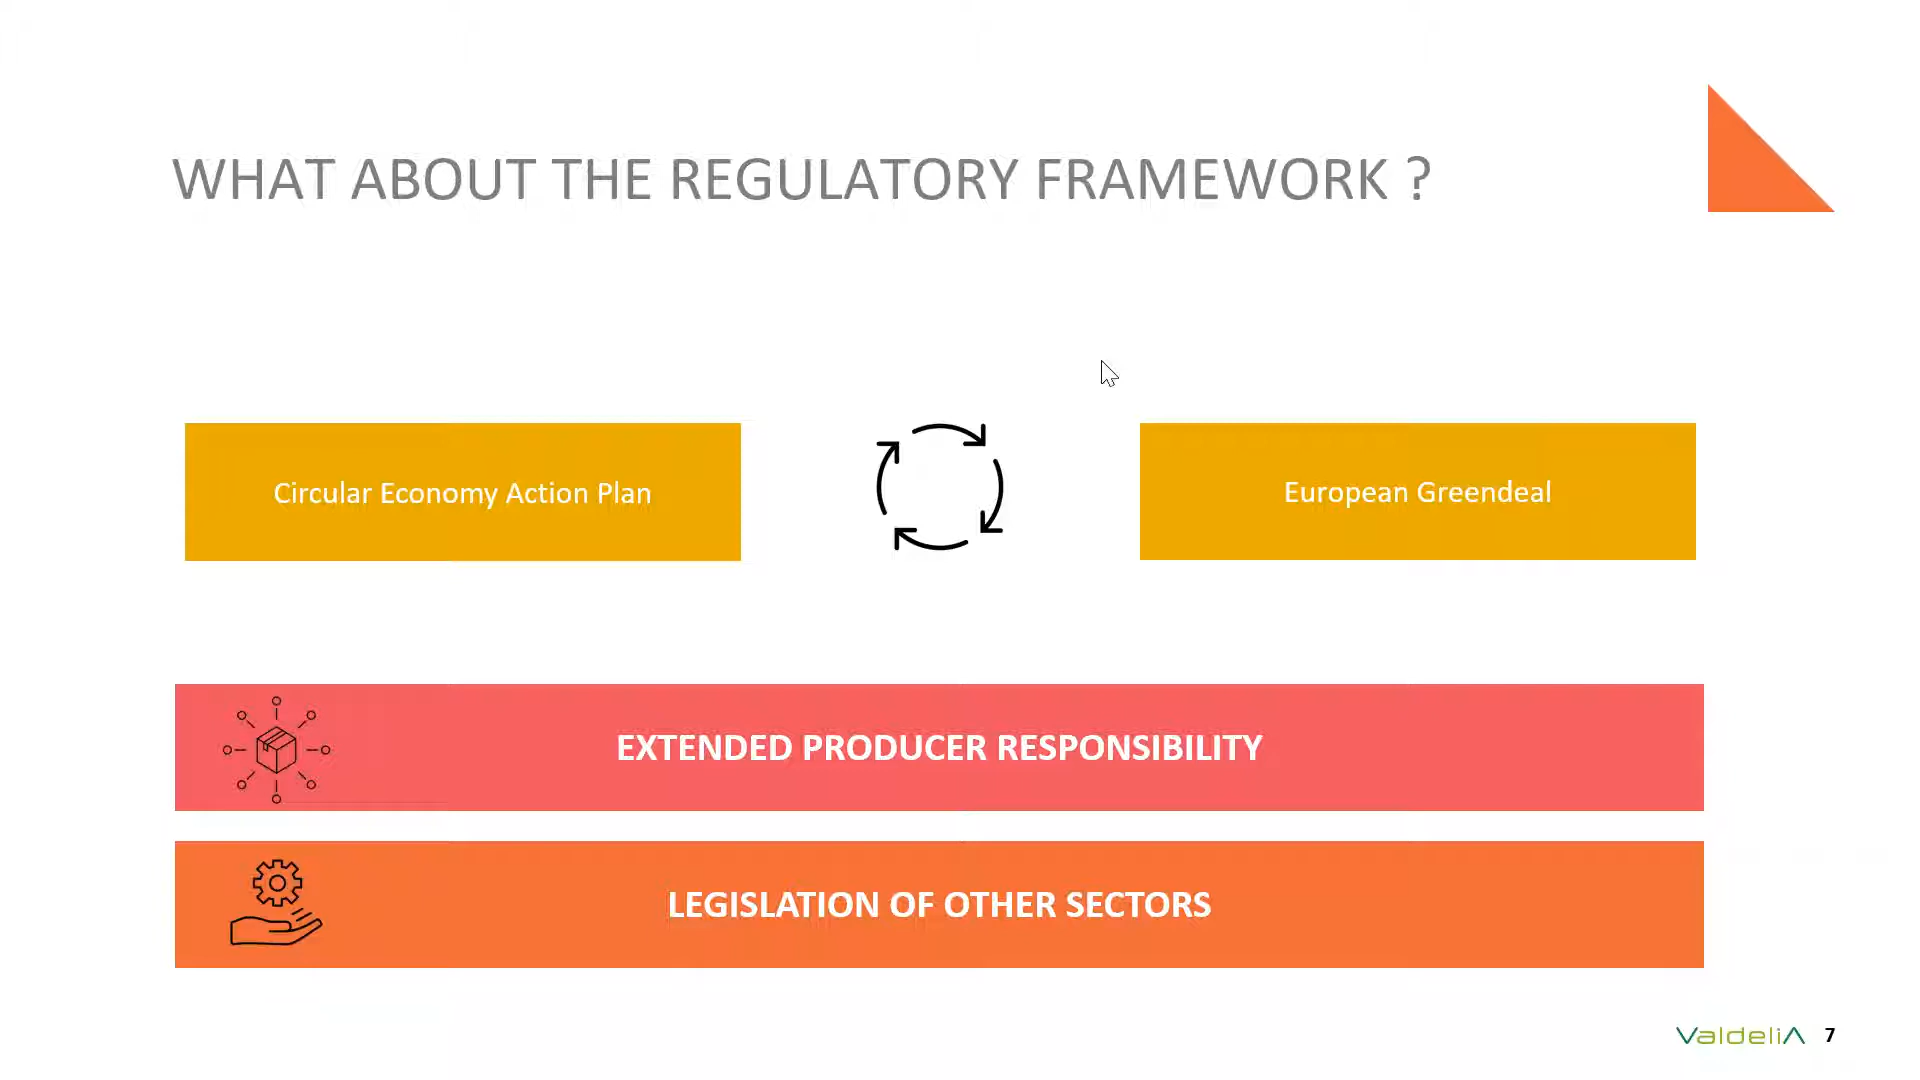 WHAT ABOUT THE REGULATORY FRAMEWORK ?
Circular Economy Action Plan
European Greendeal
EXTENDED PRODUCER RESPONSIBILITY
LEGISLATION OF OTHER SECTORS
ValdeliA 7